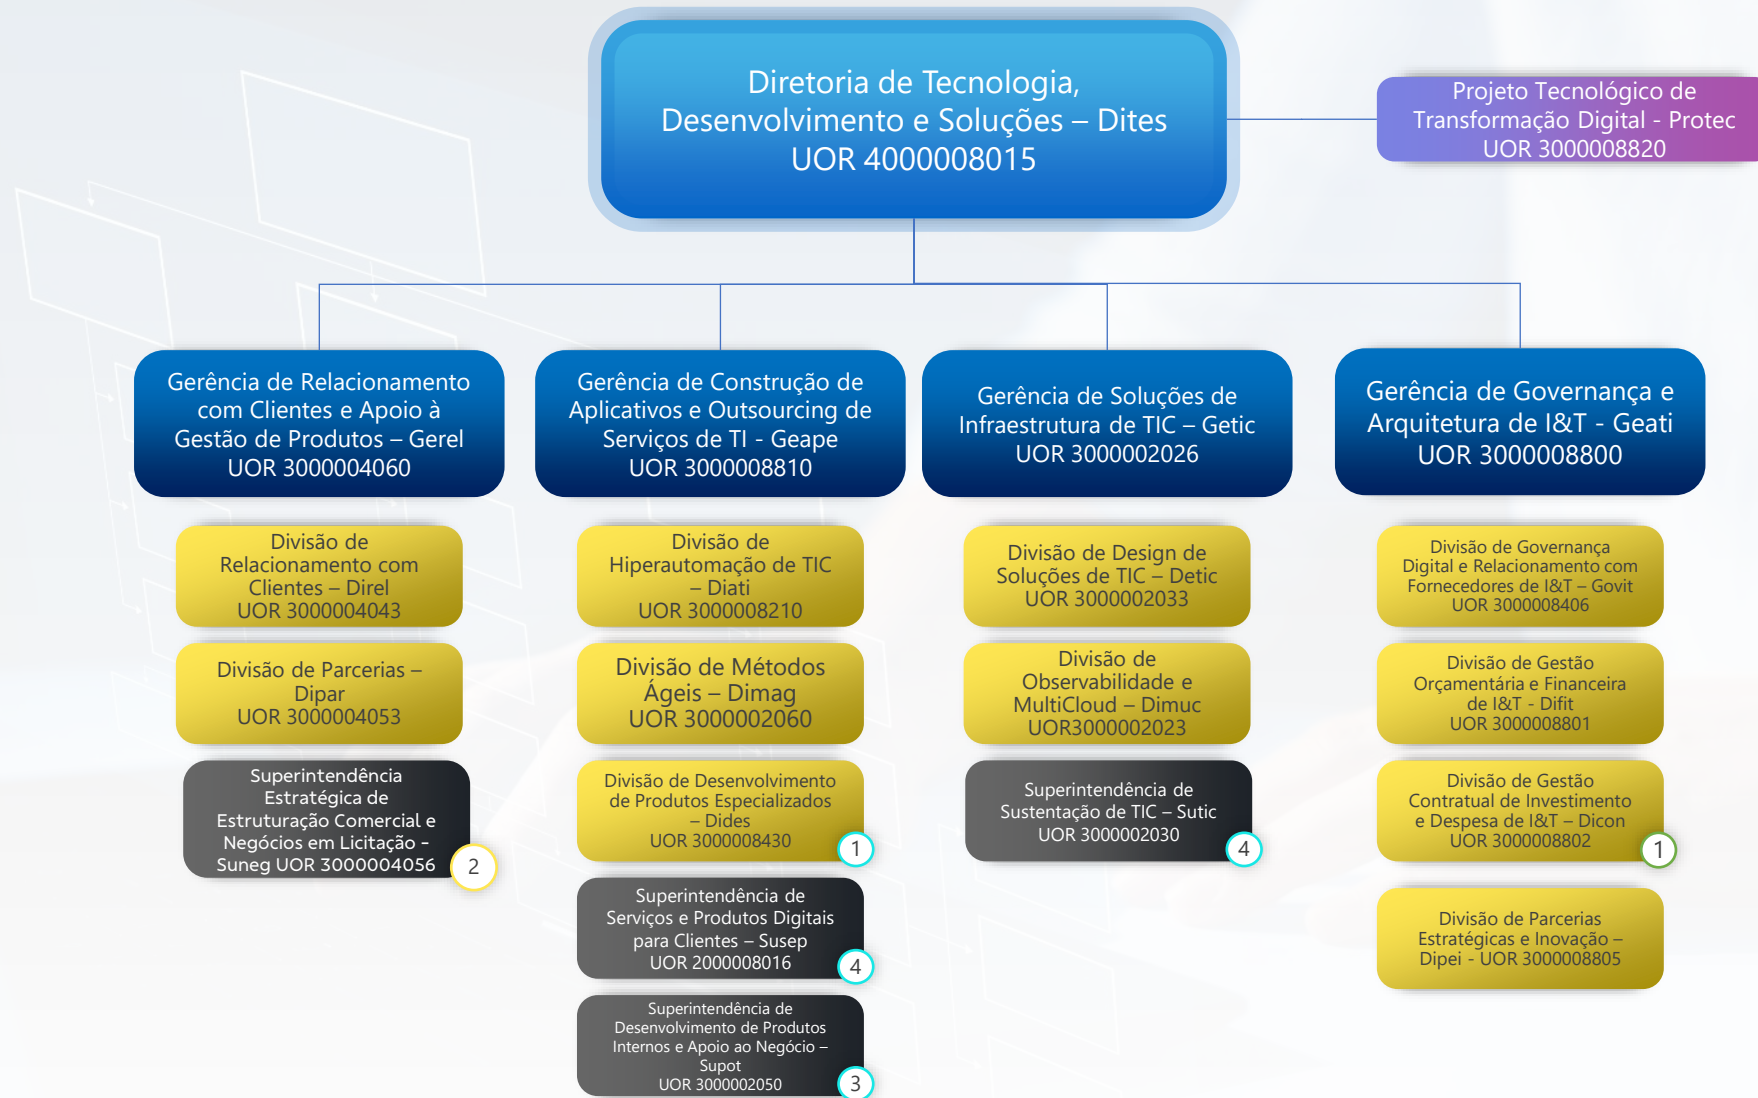 Diretoria de Tecnologia,
Desenvolvimento e Soluções – Dites
UOR 4000008015
Projeto Tecnológico de
Transformação Digital - Protec
UOR 3000008820
Gerência de Relacionamento
com Clientes e Apoio à
Gestão de Produtos – Gerel
UOR 3000004060
Gerência de Construção de
Aplicativos e Outsourcing de
Serviços de TI - Geape
UOR 3000008810
Gerência de Soluções de
Infraestrutura de TIC – Getic
UOR 3000002026
Gerência de Governança e
Arquitetura de I&T - Geati
UOR 3000008800
Divisão de
Relacionamento com
Clientes – Direl
UOR 3000004043
Divisão de Parcerias –
Dipar
UOR 3000004053
Superintendência
Estratégica de
Estruturação Comercial e
Negócios em Licitação -
Suneg UOR 3000004056
2
Divisão de
Hiperautomação de TIC
– Diati
UOR 3000008210
Divisão de Métodos
Ágeis – Dimag
UOR 3000002060
Divisão de Desenvolvimento
de Produtos Especializados
– Dides
UOR 3000008430
1
Superintendência de
Serviços e Produtos Digitais
para Clientes – Susep
UOR 2000008016
4
Superintendência de
Desenvolvimento de Produtos
Internos e Apoio ao Negócio –
Supot
UOR 3000002050
3
Divisão de Design de
Soluções de TIC – Detic
UOR 3000002033
Divisão de
Observabilidade e
MultiCloud – Dimuc
UOR3000002023
Superintendência de
Sustentação de TIC – Sutic
UOR 3000002030
4
Divisão de Governança
Digital e Relacionamento com
Fornecedores de I&T – Govit
UOR 3000008406
Divisão de Gestão
Orçamentária e Financeira
de I&T - Difit
UOR 3000008801
Divisão de Gestão
Contratual de Investimento
e Despesa de I&T – Dicon
UOR 3000008802
1
Divisão de Parcerias
Estratégicas e Inovação –
Dipei - UOR 3000008805